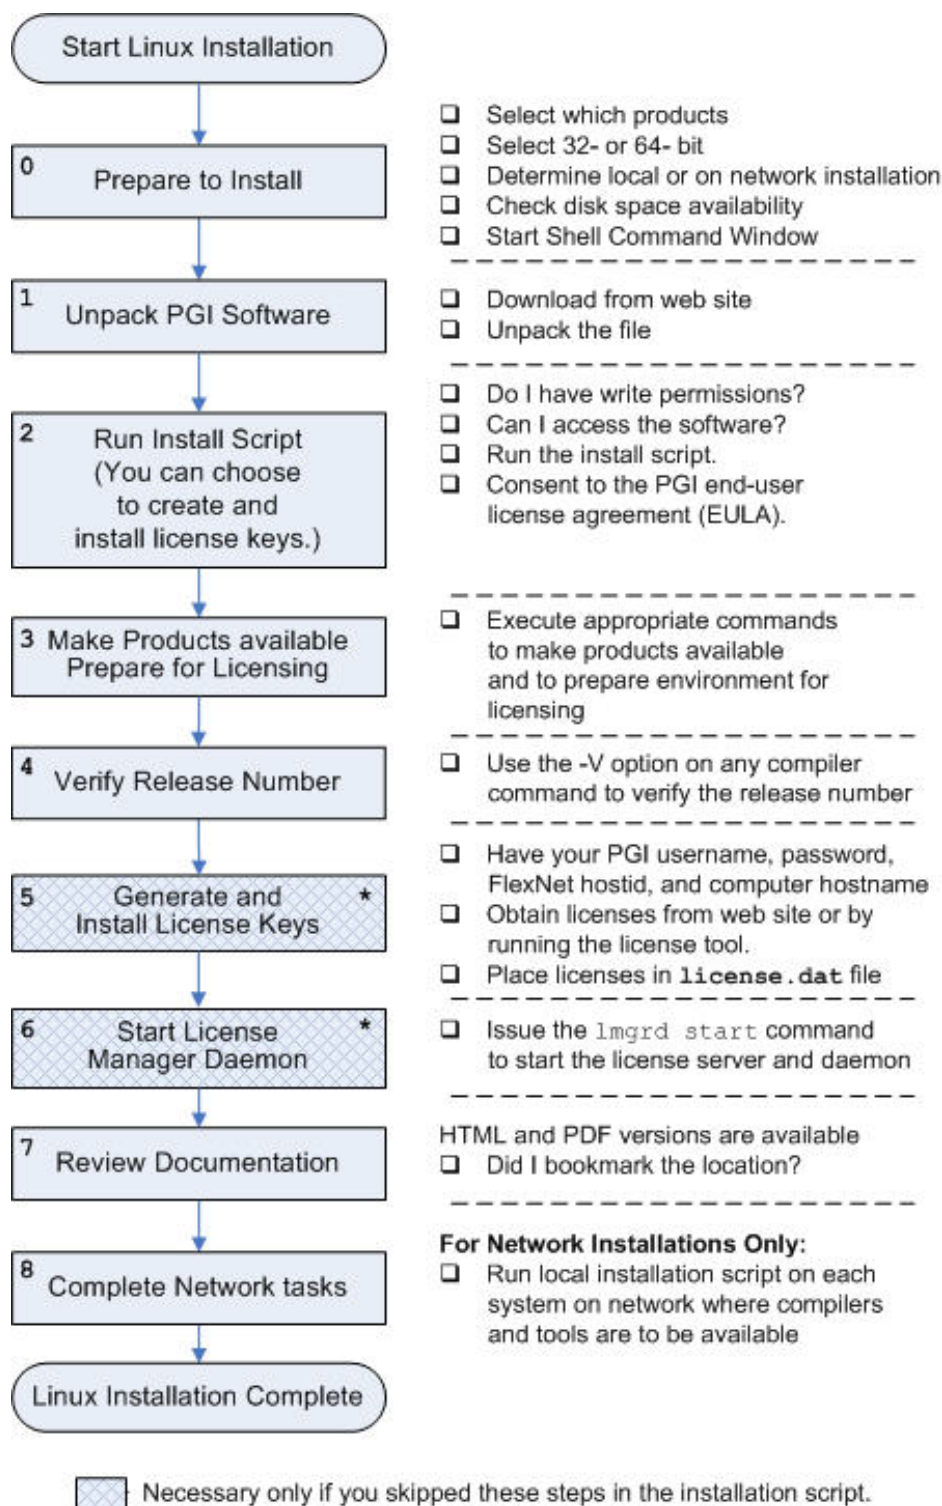 Start Linux Installation
0
Prepare to Install
❑ Select which products
❑ Select 32- or 64- bit
❑ Determine local or on network installation
❑ Check disk space availability
❑ Start Shell Command Window
1
Unpack PGI Software
❑ Download from web site
❑ Unpack the file
2
Run Install Script
(You can choose
to create and
install license keys.)
❑ Do I have write permissions?
❑ Can I access the software?
❑ Run the install script.
❑ Consent to the PGI end-user
license agreement (EULA).
3 Make Products available
Prepare for Licensing
❑ Execute appropriate commands
to make products available
and to prepare environment for
licensing
4
Verify Release Number
❑ Use the -V option on any compiler
command to verify the release number
5 Generate and *
Install License Keys
❑ Have your PGI username, password,
FlexNet hostid, and computer hostname
❑ Obtain licenses from web site or by
running the license tool.
❑ Place licenses in license.dat file
6 Start License *
Manager Daemon
❑ Issue the lmgrd start command
to start the license server and daemon
7
Review Documentation
HTML and PDF versions are available
❑ Did I bookmark the location?
8
Complete Network tasks
For Network Installations Only:
❑ Run local installation script on each
system on network where compilers
and tools are to be available
Linux Installation Complete
Necessary only if you skipped these steps in the installation script.